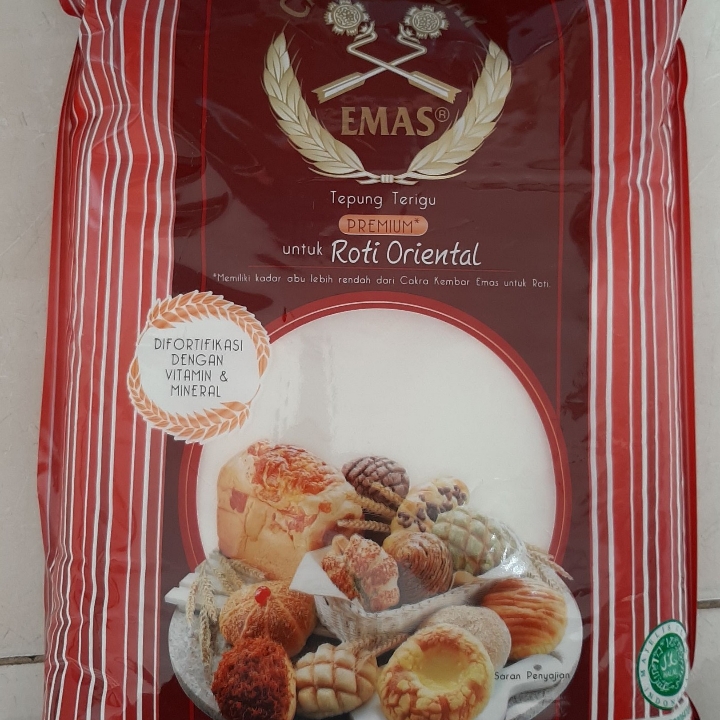 EMAS®
Tepung Terigu
PREMIUM*
untuk Roti Oriental
*Memiliki kadar abu lebih rendah dari Cakra Kembar Emas untuk Roti.
DIFORTIFIKASI
DENGAN
VITAMIN &
MINERAL
Saran Penyajian